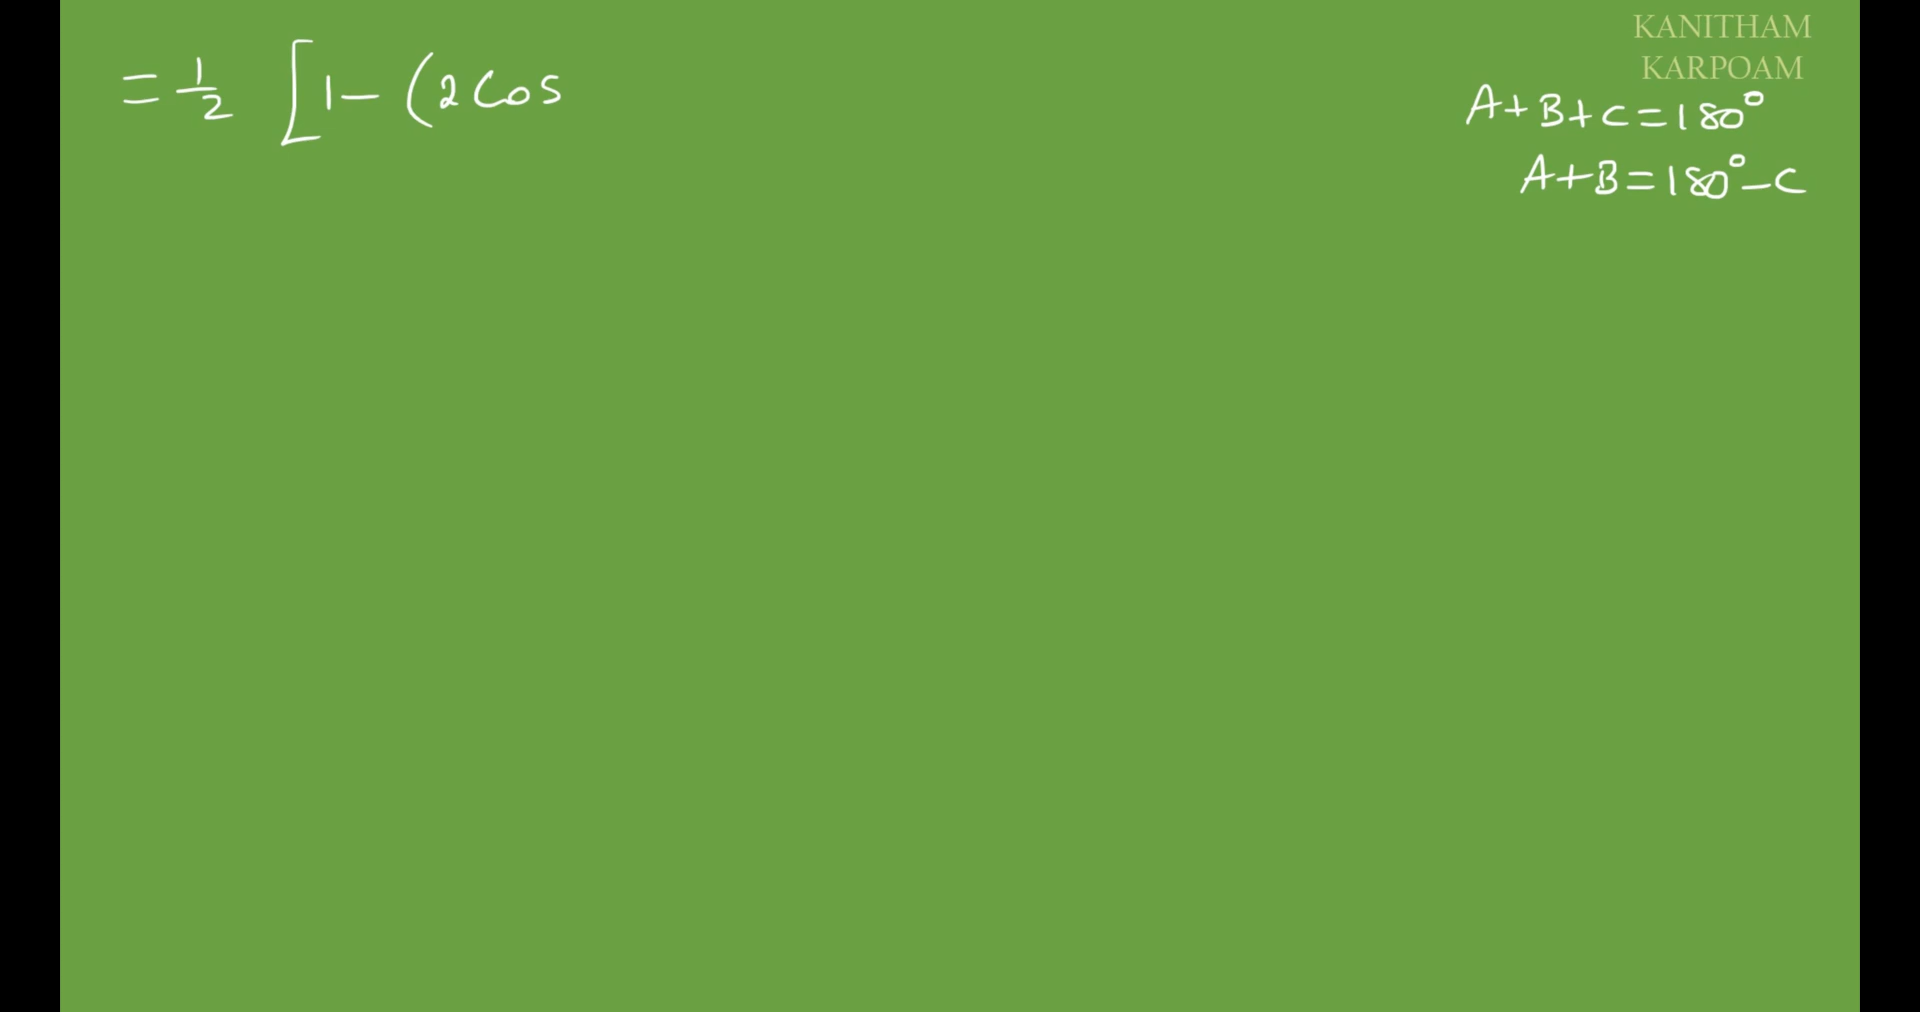 KANITHAM
KARPOAM
= 1/2 [1 - (2 Cos
A+B+C=180°
A+B=180°-C